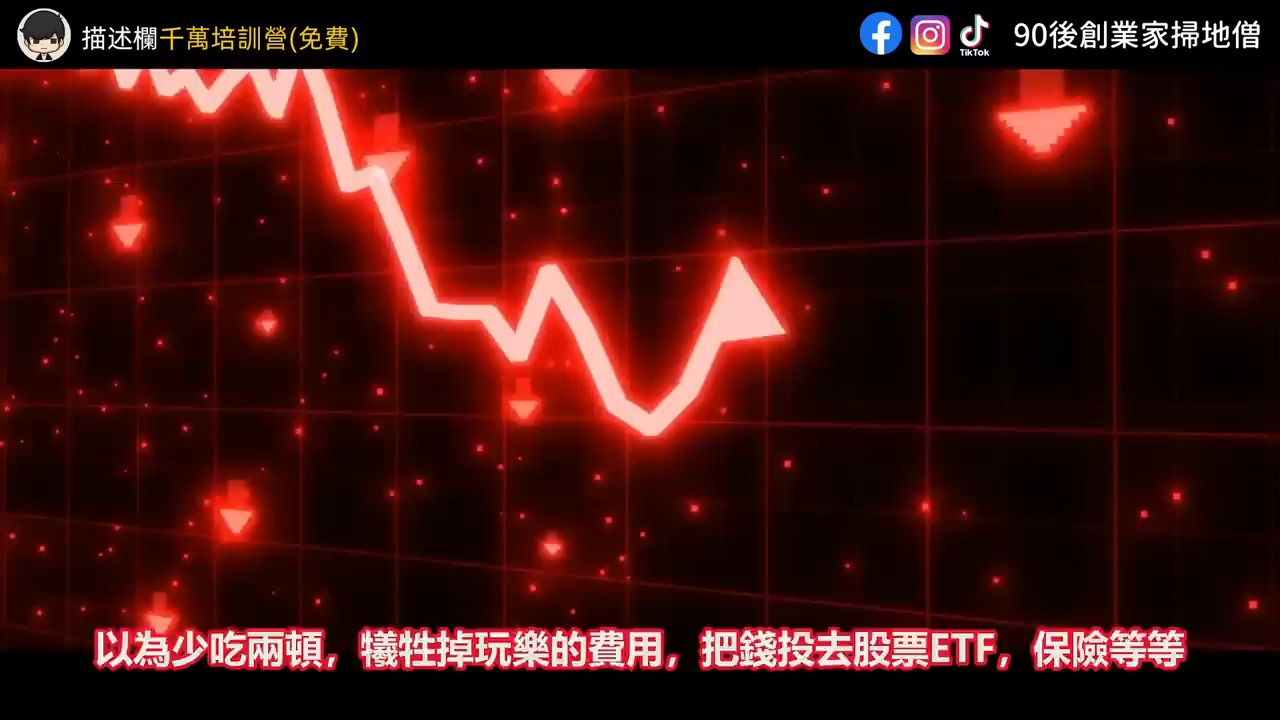 描述欄千萬培訓營(免費)
TikTok
90後創業家掃地僧
以為少吃兩頓，犧牲掉玩樂的費用，把錢投去股票ETF，保險等等